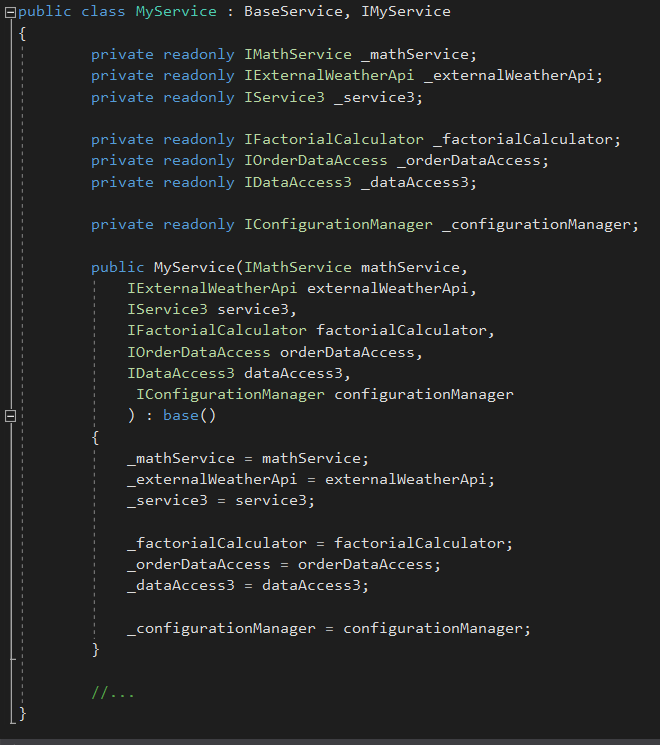 public class MyService : BaseService, IMyService
{
private readonly IMathService _mathService;
private readonly IExternalWeatherApi _externalWeatherApi;
private readonly IService3 _service3;
private readonly IFactorialCalculator _factorialCalculator;
private readonly IOrderDataAccess _orderDataAccess;
private readonly IDataAccess3 _dataAccess3;
private readonly IConfigurationManager _configurationManager;
public MyService(IMathService mathService,
IExternalWeatherApi externalWeatherApi,
IService3 service3,
IFactorialCalculator factorialCalculator,
IOrderDataAccess orderDataAccess,
IDataAccess3 dataAccess3,
IConfigurationManager configurationManager
) : base()
{
_mathService = mathService;
_externalWeatherApi = externalWeatherApi;
_service3 = service3;
_factorialCalculator = factorialCalculator;
_orderDataAccess = orderDataAccess;
_dataAccess3 = dataAccess3;
_configurationManager = configurationManager;
}
//...
}